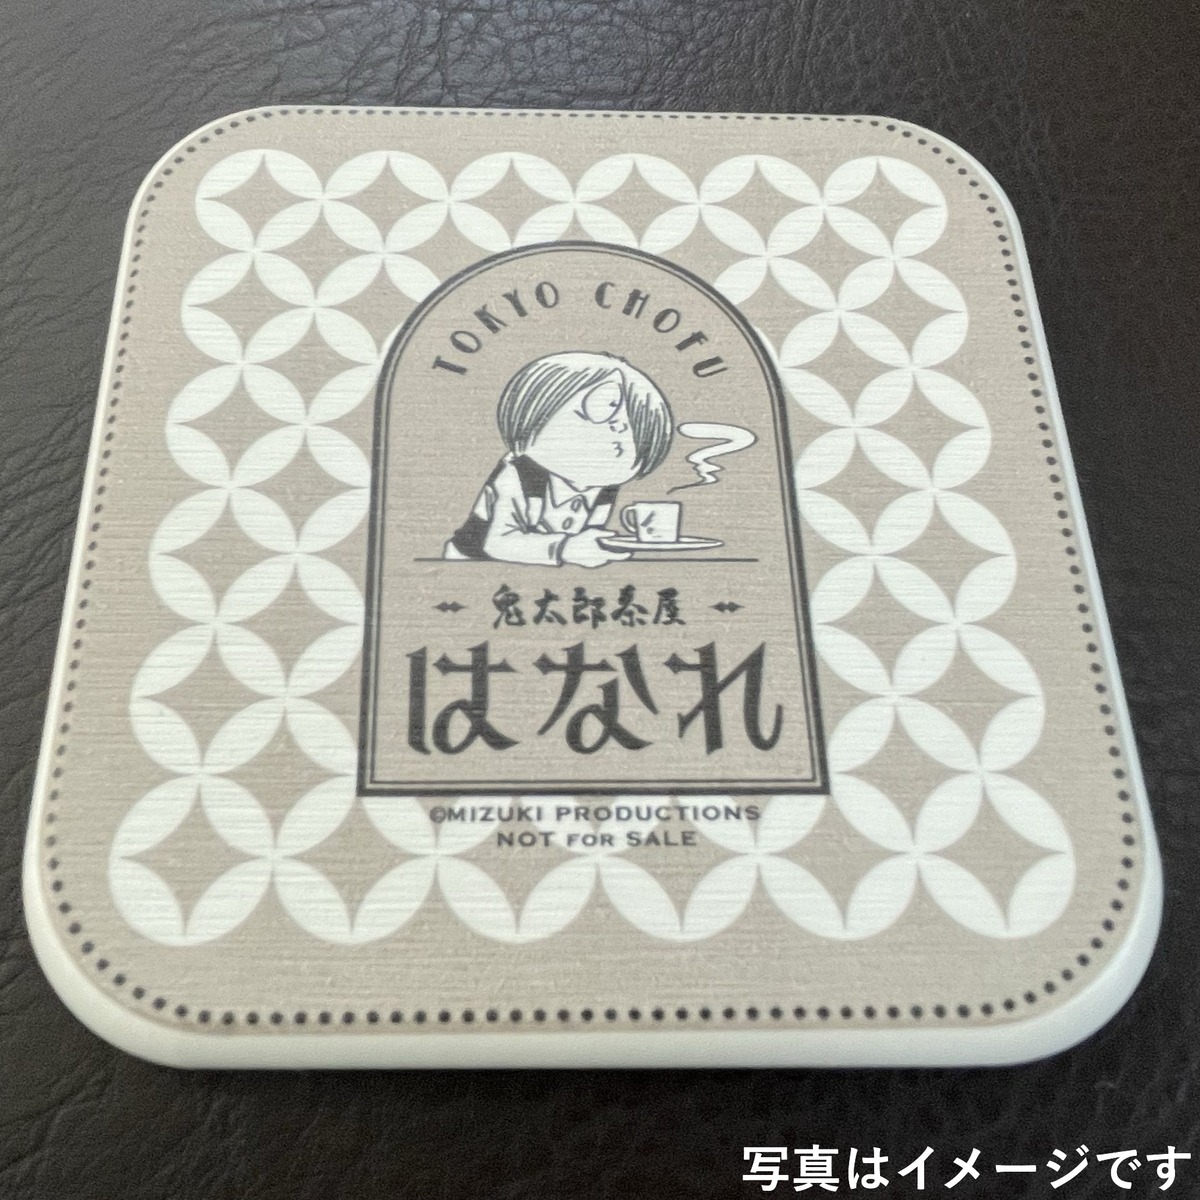 TOKYO CHOFU
鬼太郎茶屋
はなれ
©MIZUKI PRODUCTIONS
NOT FOR SALE
写真はイメージです